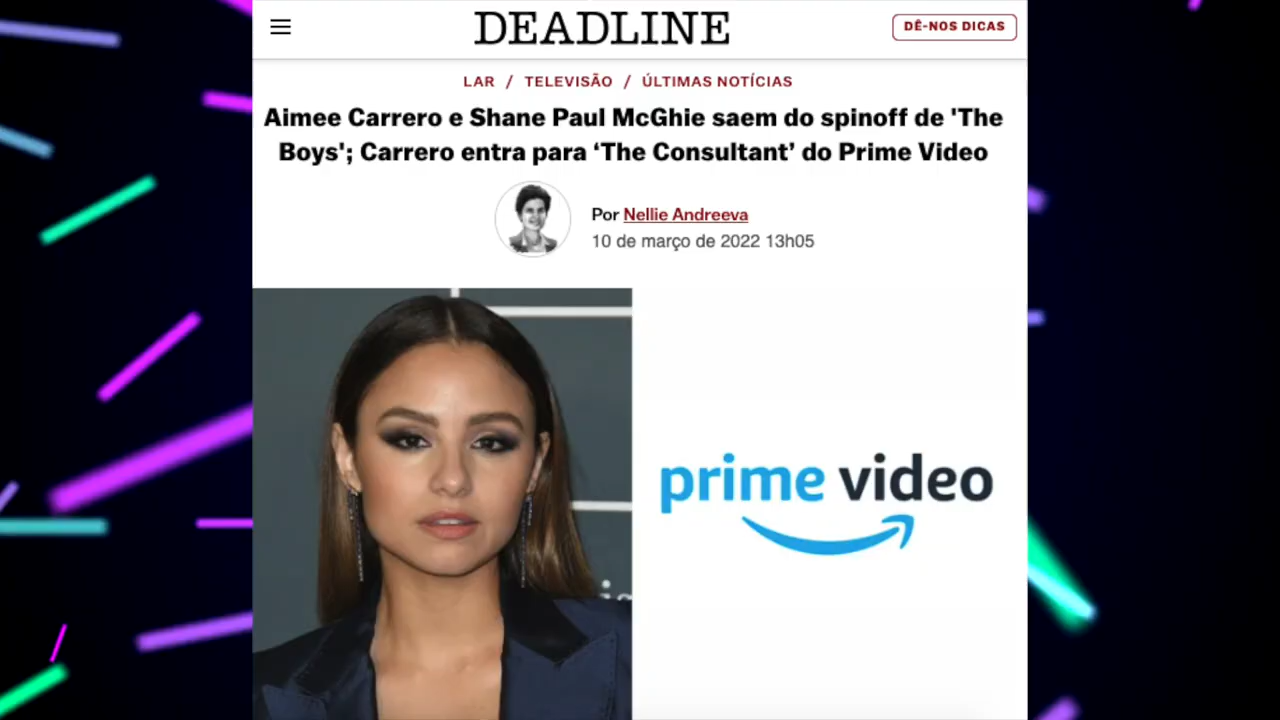 DEADLINE
DÊ-NOS DICAS
LAR / TELEVISÃO / ÚLTIMAS NOTÍCIAS
Aimee Carrero e Shane Paul McGhie saem do spinoff de 'The
Boys'; Carrero entra para ‘The Consultant’ do Prime Video
Por Nellie Andreeva
10 de março de 2022 13h05
prime video